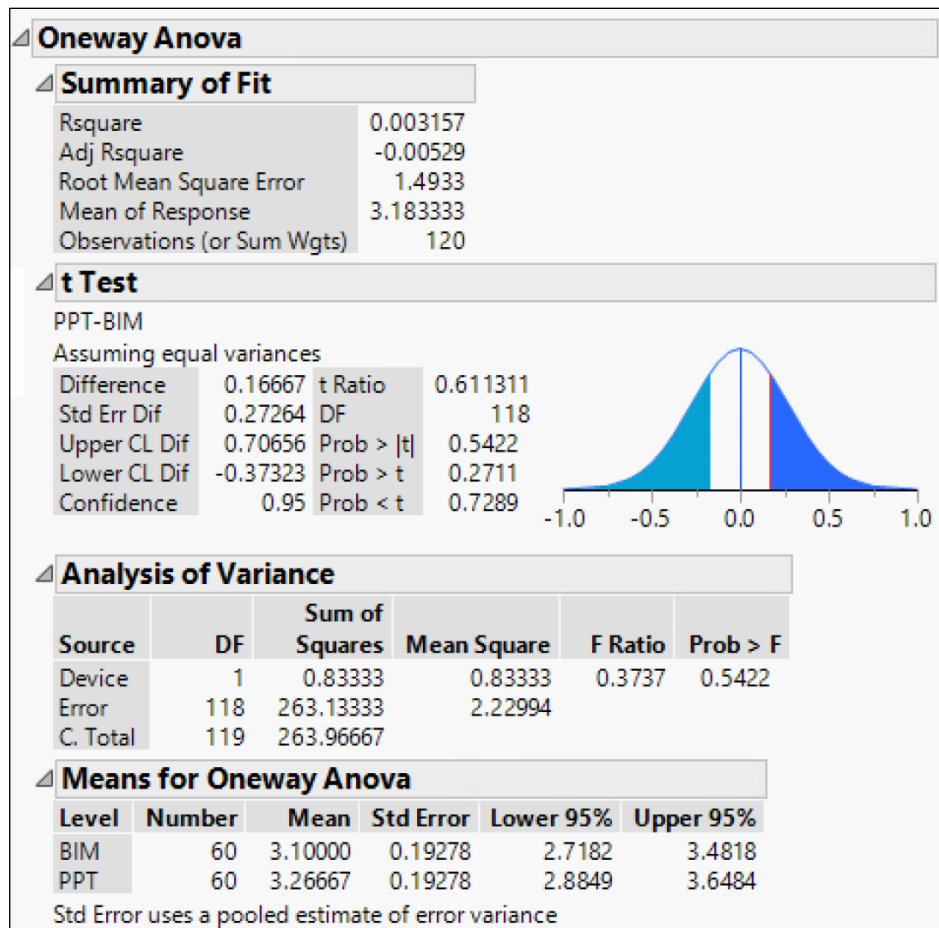 Oneway Anova
Summary of Fit
Rsquare 0.003157
Adj Rsquare -0.00529
Root Mean Square Error 1.4933
Mean of Response 3.183333
Observations (or Sum Wgts) 120
t Test
PPT-BIM
Assuming equal variances
Difference 0.16667 t Ratio 0.611311
Std Err Dif 0.27264 DF 118
Upper CL Dif 0.70656 Prob > |t| 0.5422
Lower CL Dif -0.37323 Prob > t 0.2711
Confidence 0.95 Prob < t 0.7289
-1.0 -0.5 0.0 0.5 1.0
Analysis of Variance
Sum of
Source DF Squares Mean Square F Ratio Prob > F
Device 1 0.83333 0.83333 0.3737 0.5422
Error 118 263.13333 2.22994
C. Total 119 263.96667
Means for Oneway Anova
Level Number Mean Std Error Lower 95% Upper 95%
BIM 60 3.10000 0.19278 2.7182 3.4818
PPT 60 3.26667 0.19278 2.8849 3.6484
Std Error uses a pooled estimate of error variance